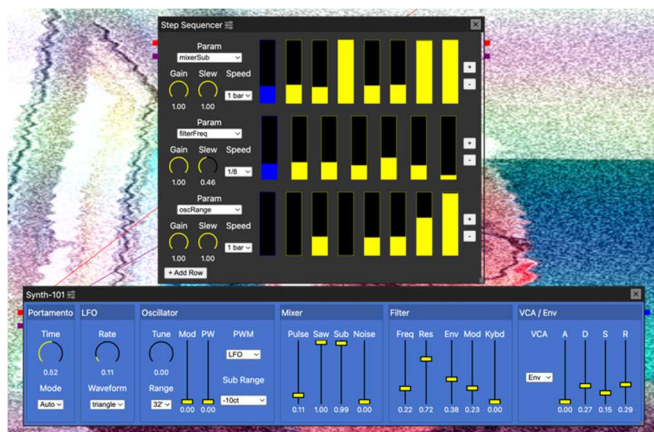 Step Sequencer
Param
mixerSub
Gain Slew Speed
1 bar
1.00 1.00
+
-
Param
filterFreq
Gain Slew Speed
1/8
1.00 0.46
+
-
Param
oscRange
Gain Slew Speed
1 bar
1.00 1.00
+
-
+ Add Row
Synth-101
Portamento LFO Oscillator Mixer Filter VCA / Env
Time Rate Tune Mod PW PWM Pulse Saw Sub Noise Freq Res Env Mod Kybd VCA A D S R
LFO
0.52 0.11 0.00
Env
Mode Waveform Range Sub Range
Auto triangle 32' -10ct
0.00 0.00 0.11 1.00 0.99 0.00 0.22 0.72 0.38 0.23 0.00 0.00 0.27 0.15 0.29